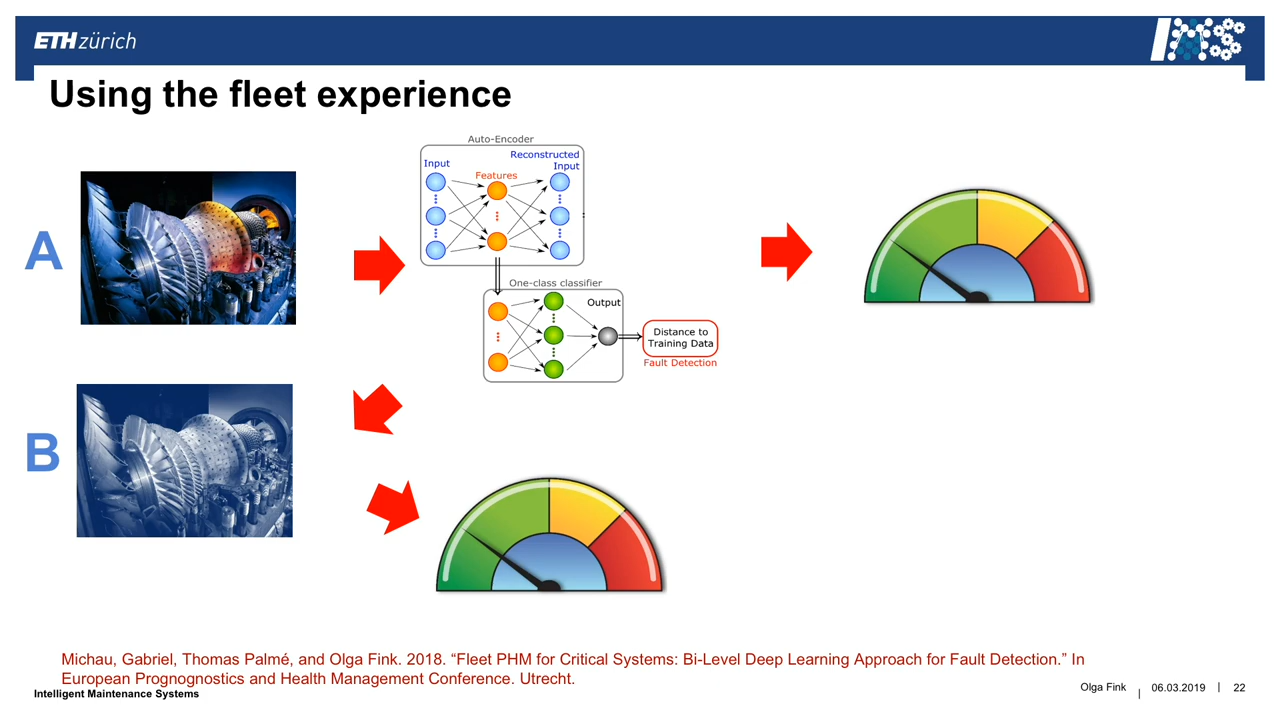 ETH zürich
IMS
Using the fleet experience
Auto-Encoder
Input
Reconstructed
Input
Features
A
One-class classifier
Output
Distance to
Training Data
Fault Detection
B
Michau, Gabriel, Thomas Palmé, and Olga Fink. 2018. “Fleet PHM for Critical Systems: Bi-Level Deep Learning Approach for Fault Detection.” In
European Prognognostics and Health Management Conference. Utrecht.
Intelligent Maintenance Systems
Olga Fink | 06.03.2019 | 22